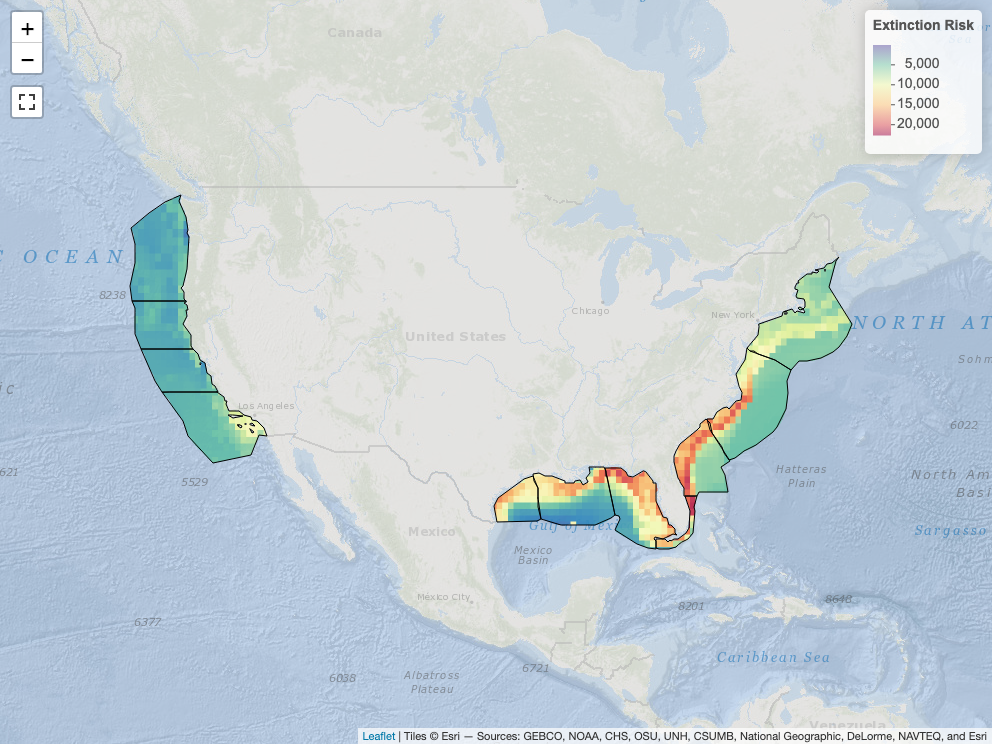 +
−
Extinction Risk
5,000
10,000
15,000
20,000
Canada
OCEAN
8238
Chicago
New York
United States
NORTH AT
Sohm
Los Angeles
6022
621
5529
Hatteras
Plain
North Am
Basi
Mexico
Gulf of Mex
Sargasso
Mexico
Basin
México City
8201
8648
6377
Caribbean Sea
6721
6038
Albatross
Plateau
Venezuela
Leaflet | Tiles © Esri — Sources: GEBCO, NOAA, CHS, OSU, UNH, CSUMB, National Geographic, DeLorme, NAVTEQ, and Esri